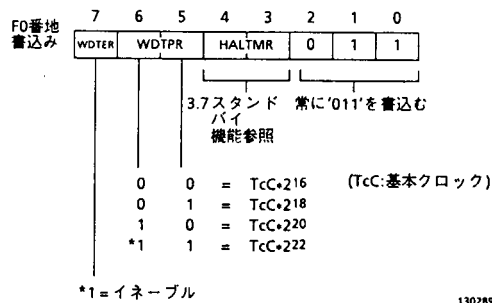 7 6 5 4 3 2 1 0
F0番地
書込み
WDTER WDTPR HALTMR 0 1 1
3.7スタンド
バイ
機能参照
常に'011'を書込む
0 0 = TcC•2¹⁶ (TcC:基本クロック)
0 1 = TcC•2¹⁸
1 0 = TcC•2²⁰
*1 1 = TcC•2²²
*1=イネーブル
130289